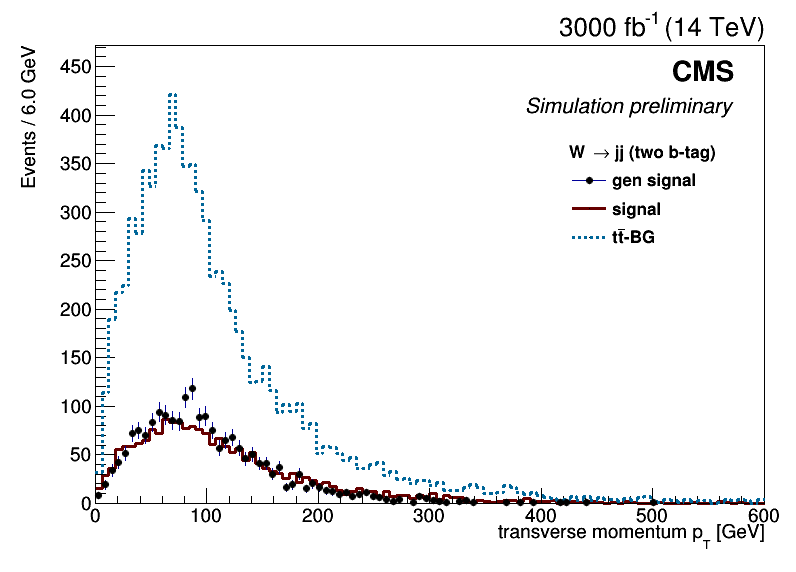 3000 fb-1 (14 TeV)
CMS
Simulation preliminary
W → jj (two b-tag)
gen signal
signal
tt̄-BG
Events / 6.0 GeV
450
400
350
300
250
200
150
100
50
0
0 100 200 300 400 500 600
transverse momentum pT [GeV]